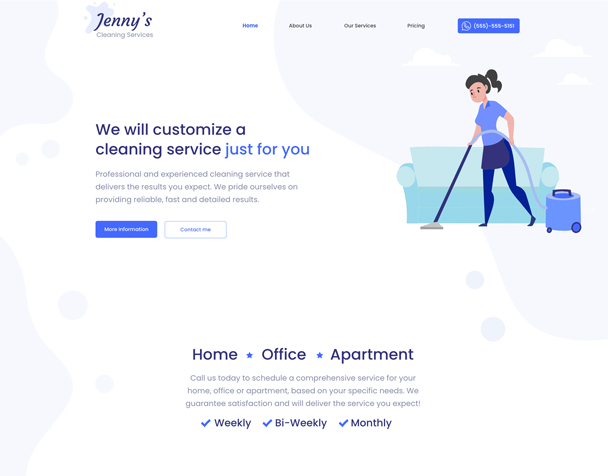 Jenny's
Cleaning Services
Home About Us Our Services Pricing (555)-555-5151
We will customize a
cleaning service just for you
Professional and experienced cleaning service that
delivers the results you expect. We pride ourselves on
providing reliable, fast and detailed results.
More information Contact me
Home Office Apartment
Call us today to schedule a comprehensive service for your
home, office or apartment, based on your specific needs. We
guarantee satisfaction and will deliver the service you expect!
Weekly Bi-Weekly Monthly